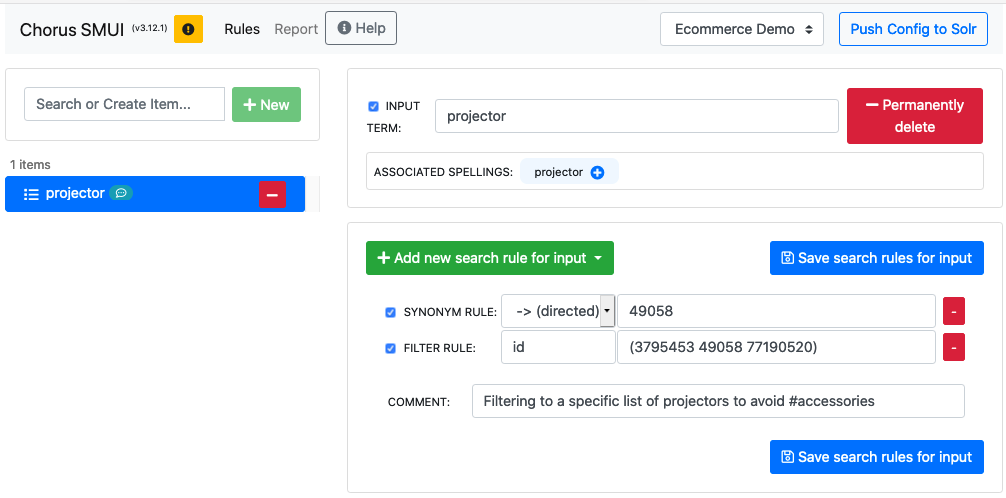 Chorus SMUI (v3.12.1) Rules Report Help Ecommerce Demo Push Config to Solr
Search or Create Item... New
1 items
projector
INPUT TERM: projector Permanently delete
ASSOCIATED SPELLINGS: projector
Add new search rule for input Save search rules for input
SYNONYM RULE: -> (directed) 49058 -
FILTER RULE: id (3795453 49058 77190520) -
COMMENT: Filtering to a specific list of projectors to avoid #accessories
Save search rules for input